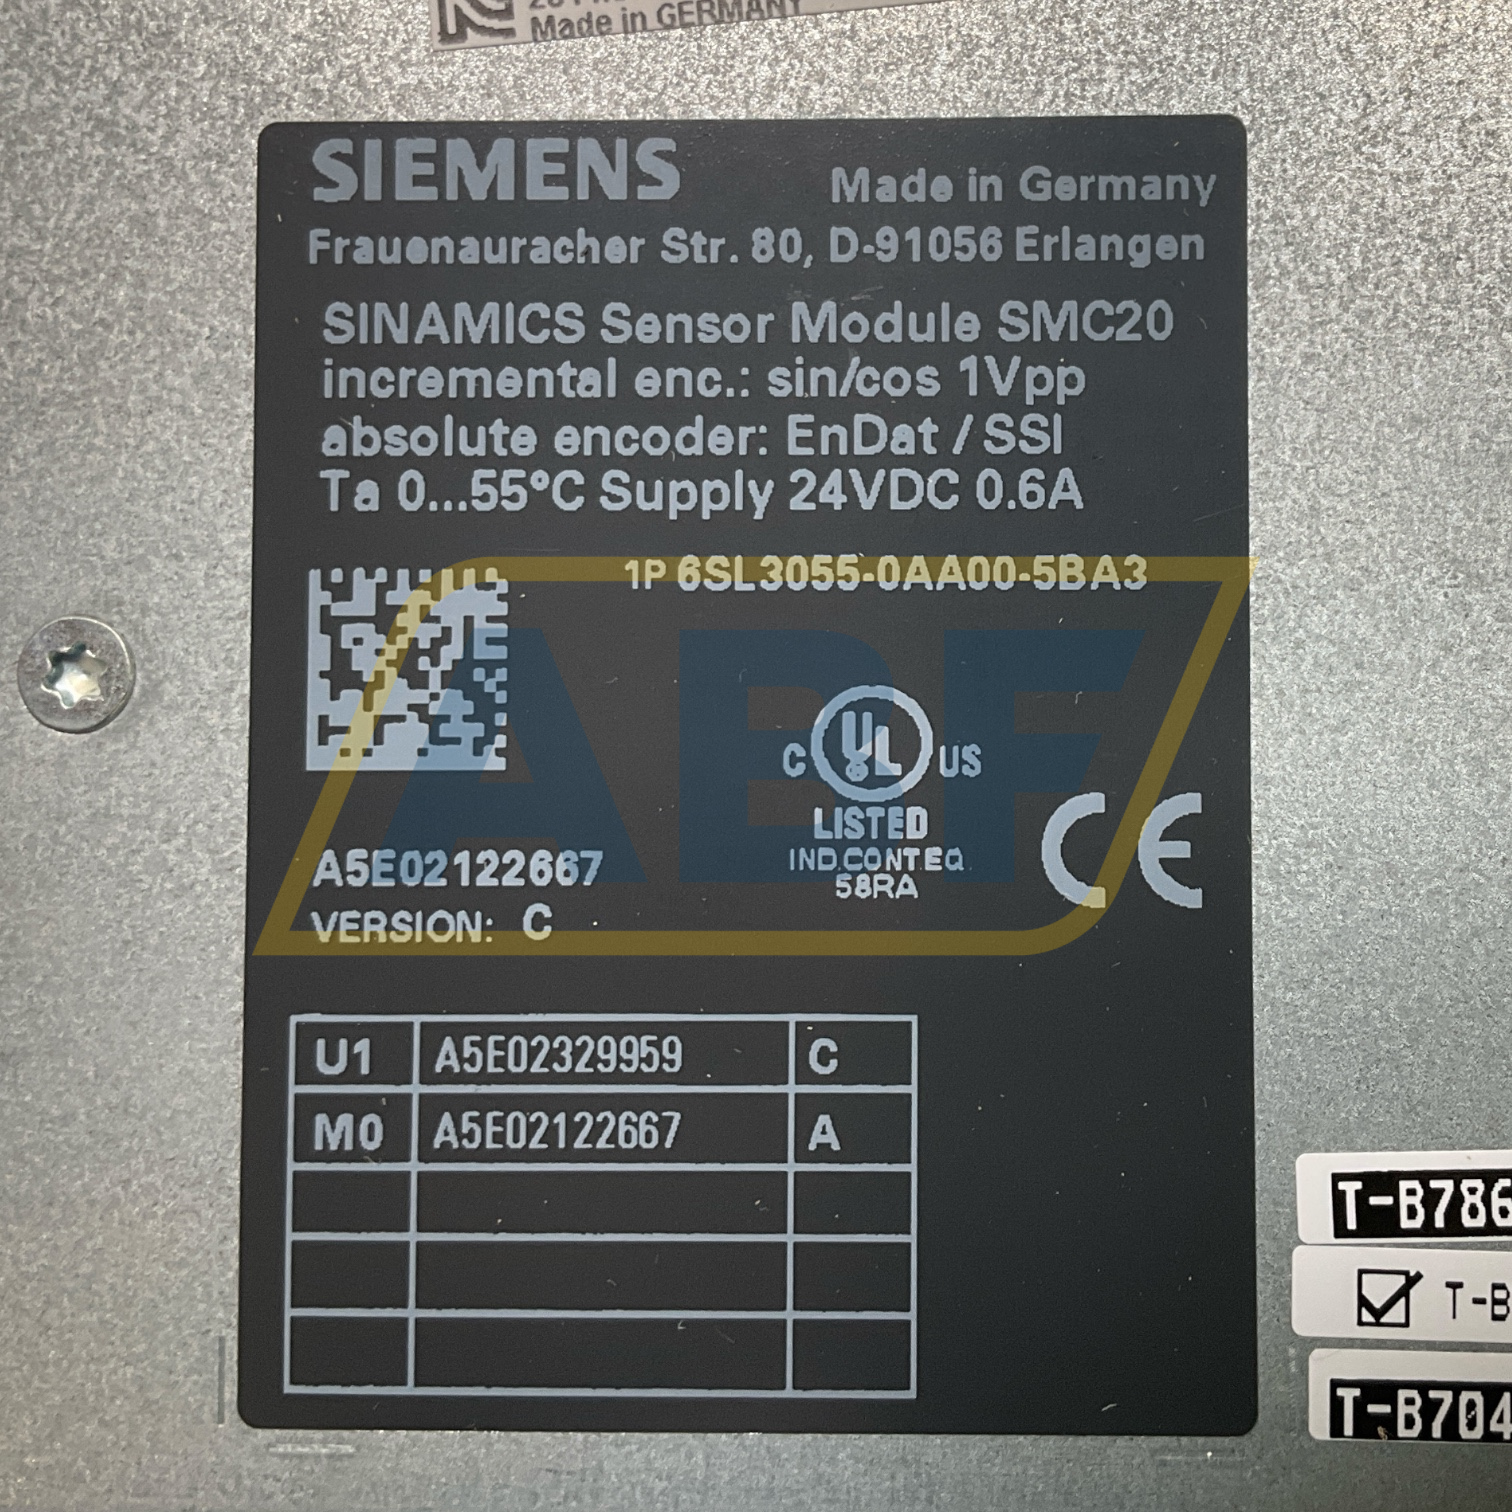 Made in GERMANY
SIEMENS
Made in Germany
Frauenauracher Str. 80, D-91056 Erlangen
SINAMICS Sensor Module SMC20
incremental enc.: sin/cos 1Vpp
absolute encoder: EnDat / SSI
Ta 0...55°C Supply 24VDC 0.6A
1P 6SL3055-0AA00-5BA3
ABF
C UL US
LISTED
IND.CONT.EQ.
58RA
CE
A5E02122667
VERSION: C
U1 A5E02329959 C
M0 A5E02122667 A
T-B786
T-B
T-B704